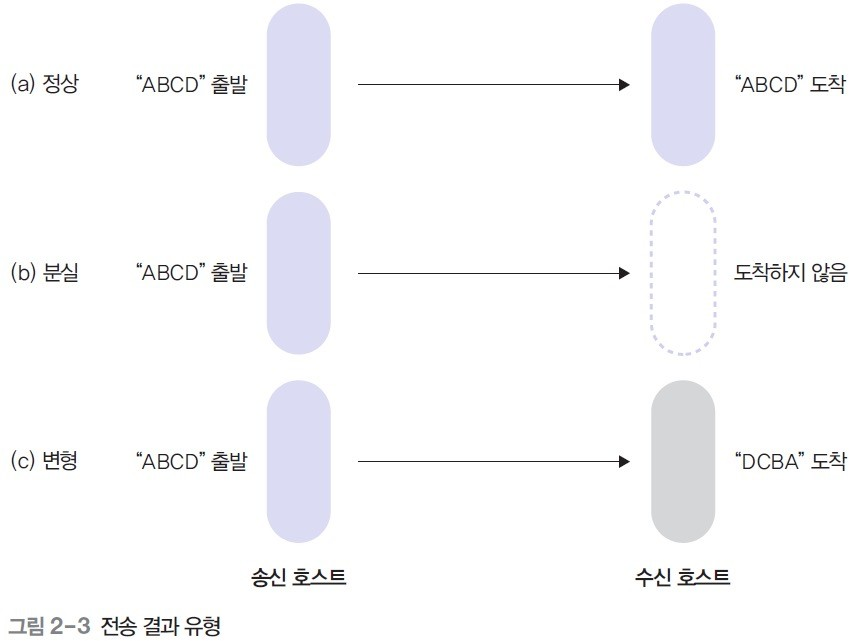 (a) 정상 “ABCD” 출발 “ABCD” 도착
(b) 분실 “ABCD” 출발 도착하지 않음
(c) 변형 “ABCD” 출발 “DCBA” 도착
송신 호스트 수신 호스트
그림 2-3 전송 결과 유형